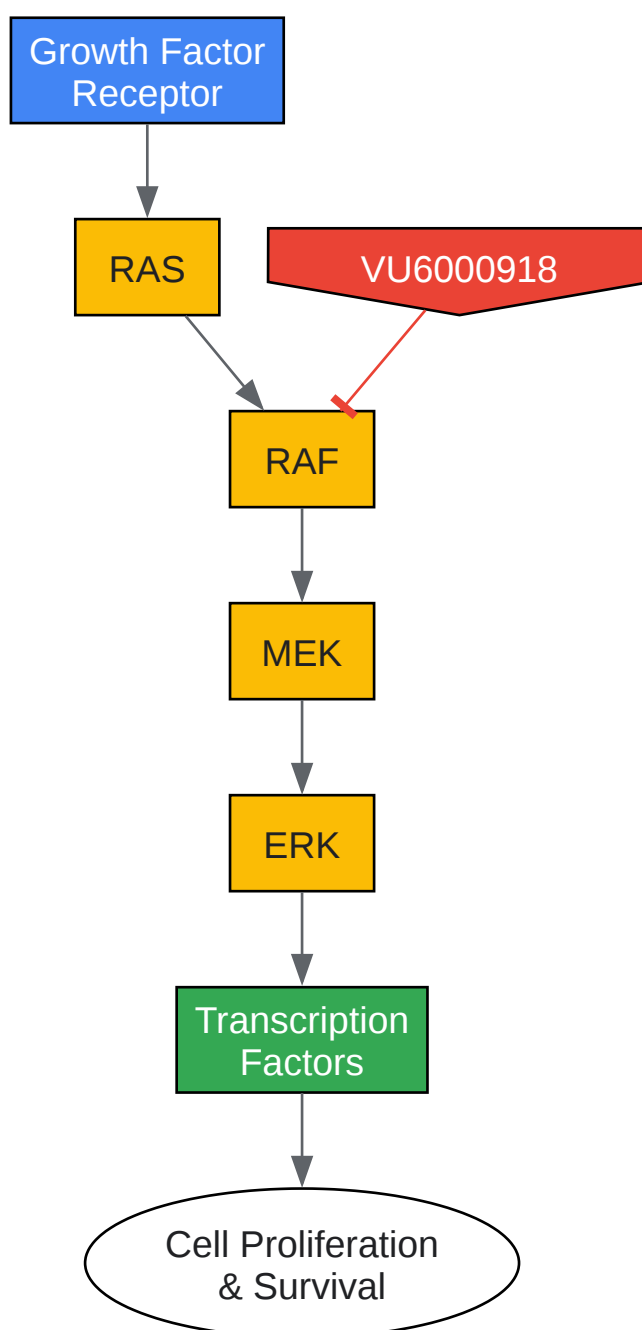 Growth Factor
Receptor
RAS
VU6000918
RAF
MEK
ERK
Transcription
Factors
Cell Proliferation
& Survival